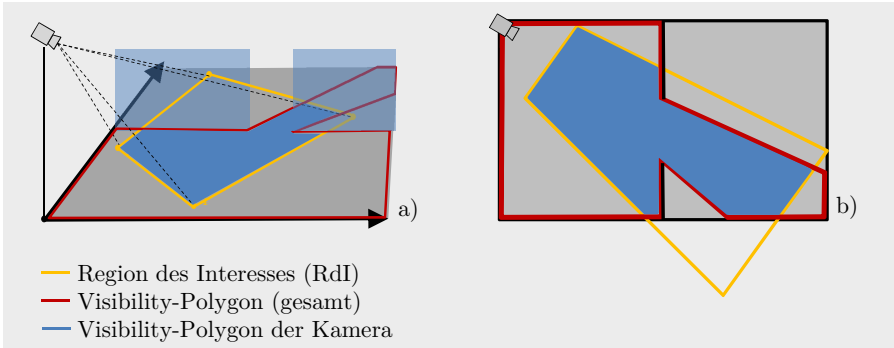 a)
b)
Region des Interesses (RdI)
Visibility-Polygon (gesamt)
Visibility-Polygon der Kamera